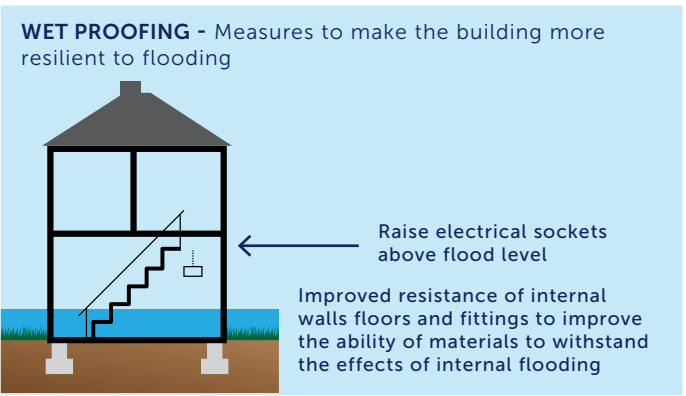 WET PROOFING - Measures to make the building more
resilient to flooding
Raise electrical sockets
above flood level
Improved resistance of internal
walls floors and fittings to improve
the ability of materials to withstand
the effects of internal flooding